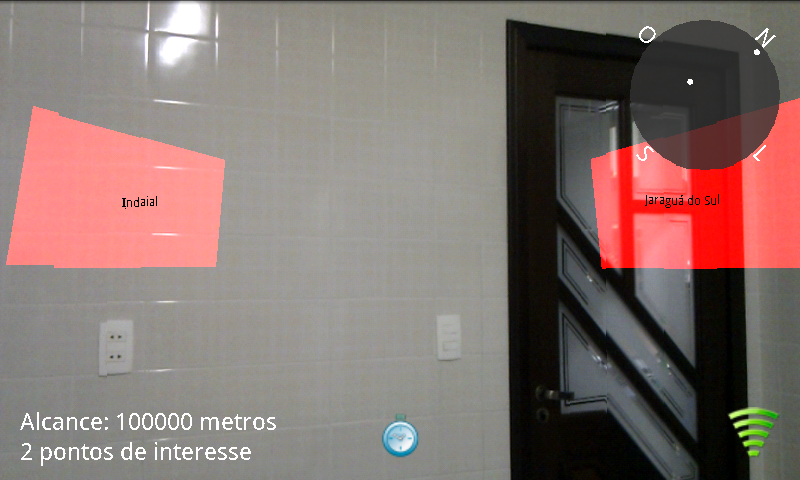 O
N
S
L
Indaial
Jaraguá do Sul
Alcance: 100000 metros
2 pontos de interesse